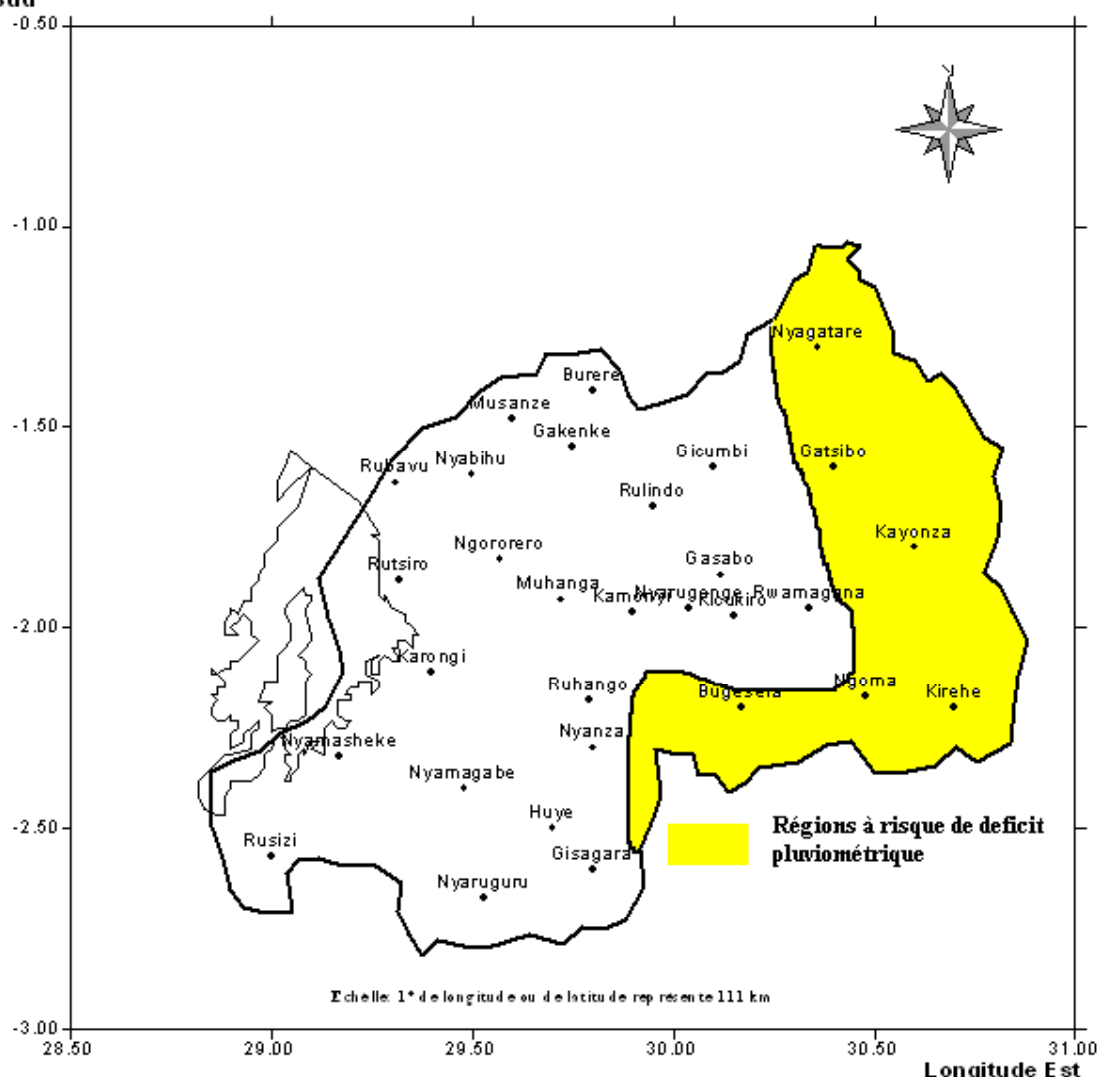 -0.50
-1.00
Nyagatare
Burere
Musanze
Gakenke
Gicumbi
Gatsibo
-1.50
Rubavu
Nyabihu
Rulindo
Kayonza
Ngororero
Gasabo
Rutsiro
Muhanga
Kamonyi
Nyarugenge
Kicukiro
Rwamagana
-2.00
Karongi
Ruhango
Bugesera
Ngoma
Kirehe
Nyanza
Nyamasheke
Nyamagabe
Huye
-2.50
Régions à risque de deficit
pluviométrique
Rusizi
Gisagara
Nyaruguru
Echelle: 1° de longitude ou de latitude représente 111 km
-3.00
28.50
29.00
29.50
30.00
30.50
31.00
Longitude Est